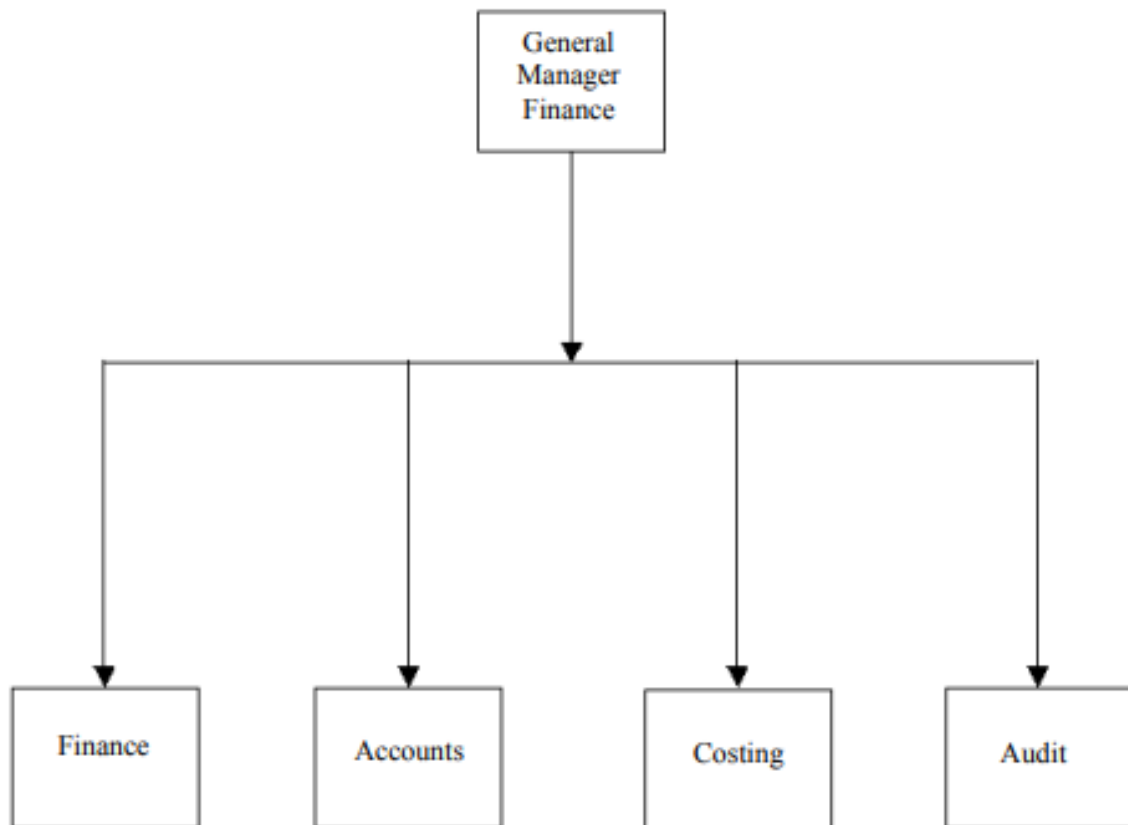 General
Manager
Finance
Finance
Accounts
Costing
Audit